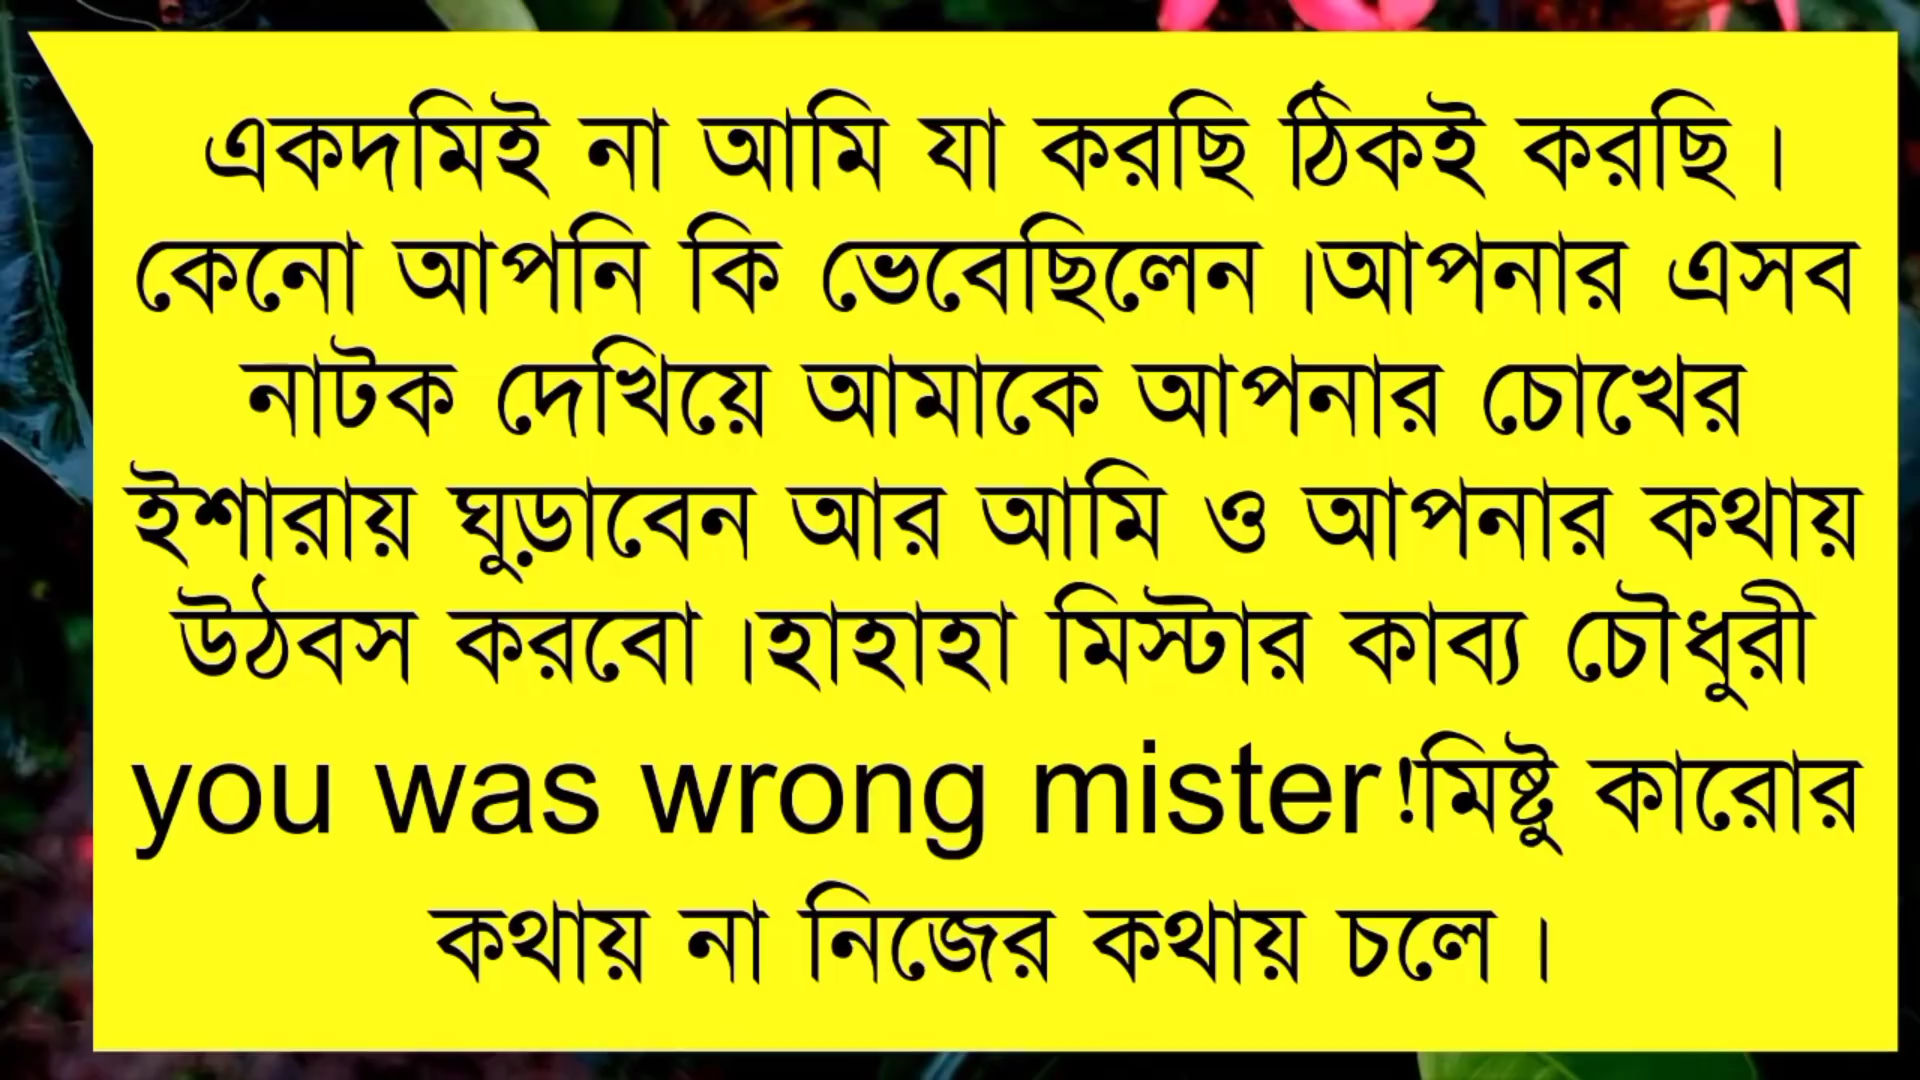 একদমিই না আমি যা করছি ঠিকই করছি ।
কেনো আপনি কি ভেবেছিলেন ।আপনার এসব
নাটক দেখিয়ে আমাকে আপনার চোখের
ইশারায় ঘুড়াবেন আর আমি ও আপনার কথায়
উঠবস করবো ।হাহাহা মিস্টার কাব্য চৌধুরী
you was wrong mister!মিষ্টু কারোর
কথায় না নিজের কথায় চলে ।